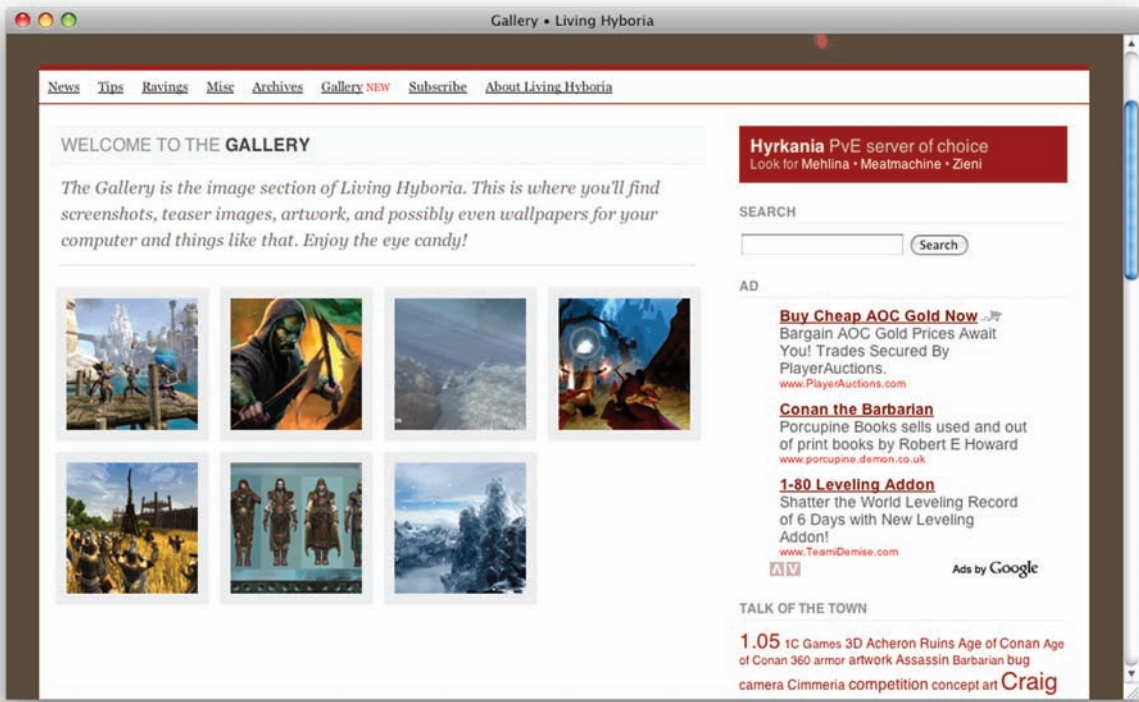 Gallery • Living Hyboria
News Tips Ravings Misc Archives Gallery NEW Subscribe About Living Hyboria
WELCOME TO THE GALLERY
The Gallery is the image section of Living Hyboria. This is where you'll find
screenshots, teaser images, artwork, and possibly even wallpapers for your
computer and things like that. Enjoy the eye candy!
Hyrkania PvE server of choice
Look for Mehlina • Meatmachine • Zieni
SEARCH
Search
AD
Buy Cheap AOC Gold Now
Bargain AOC Gold Prices Await
You! Trades Secured By
PlayerAuctions.
www.PlayerAuctions.com
Conan the Barbarian
Porcupine Books sells used and out
of print books by Robert E Howard
www.porcupine.demon.co.uk
1-80 Leveling Addon
Shatter the World Leveling Record
of 6 Days with New Leveling
Addon!
www.TeamiDemise.com
Ads by Google
TALK OF THE TOWN
1.05 1C Games 3D Acheron Ruins Age of Conan Age
of Conan 360 armor artwork Assassin Barbarian bug
camera Cimmeria competition concept art Craig